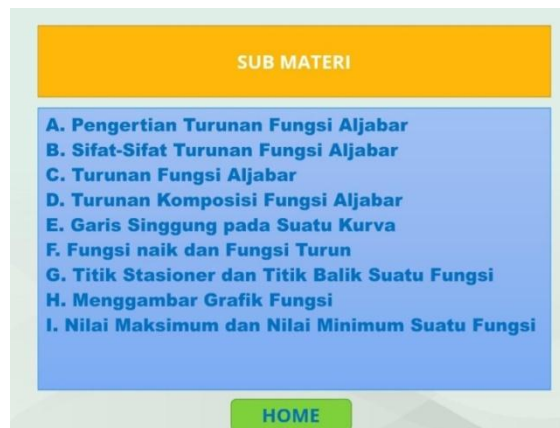 SUB MATERI
A. Pengertian Turunan Fungsi Aljabar
B. Sifat-Sifat Turunan Fungsi Aljabar
C. Turunan Fungsi Aljabar
D. Turunan Komposisi Fungsi Aljabar
E. Garis Singgung pada Suatu Kurva
F. Fungsi naik dan Fungsi Turun
G. Titik Stasioner dan Titik Balik Suatu Fungsi
H. Menggambar Grafik Fungsi
I. Nilai Maksimum dan Nilai Minimum Suatu Fungsi
HOME